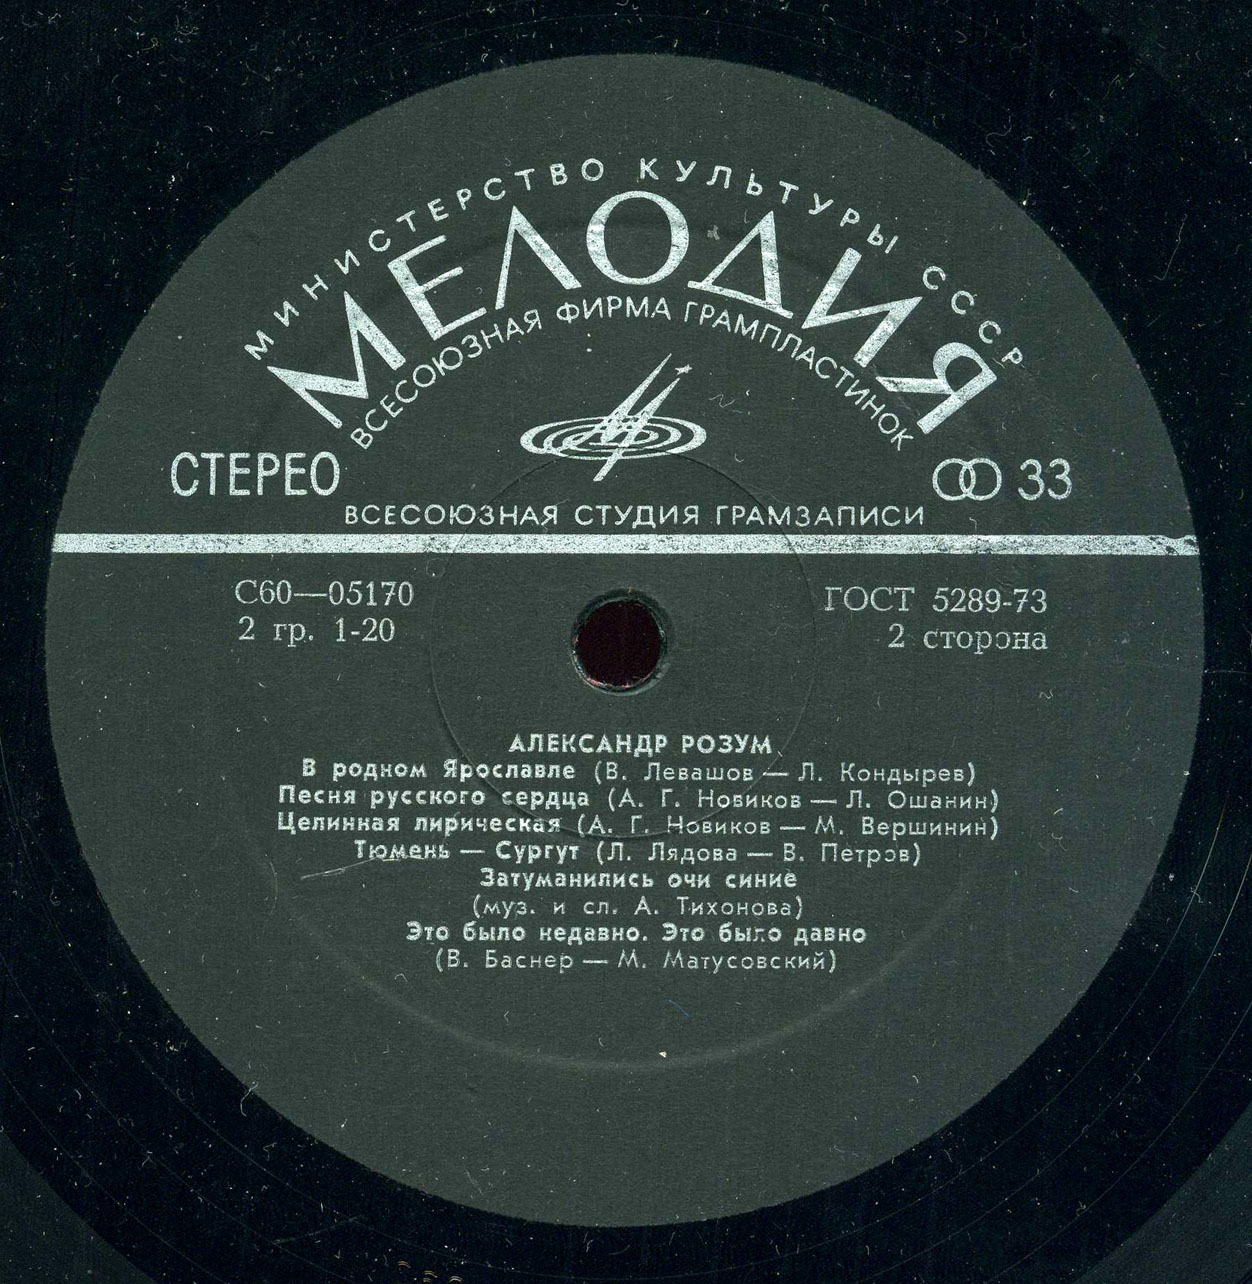 МИНИСТЕРСТВО КУЛЬТУРЫ СССР
МЕЛОДИЯ
ВСЕСОЮЗНАЯ ФИРМА ГРАМПЛАСТИНОК
СТЕРЕО
33
ВСЕСОЮЗНАЯ СТУДИЯ ГРАМЗАПИСИ
С60—05170
ГОСТ 5289-73
2 гр. 1-20
2 сторона
АЛЕКСАНДР РОЗУМ
В родном Ярославле (В. Левашов — Л. Кондырев)
Песня русского сердца (А. Г. Новиков — Л. Ошанин)
Целинная лирическая (А. Г. Новиков — М. Вершинин)
Тюмень — Сургут (Л. Лядова — В. Петров)
Затуманились очи синие
(муз. и сл. А. Тихонова)
Это было недавно. Это было давно
(В. Баснер — М. Матусовский)